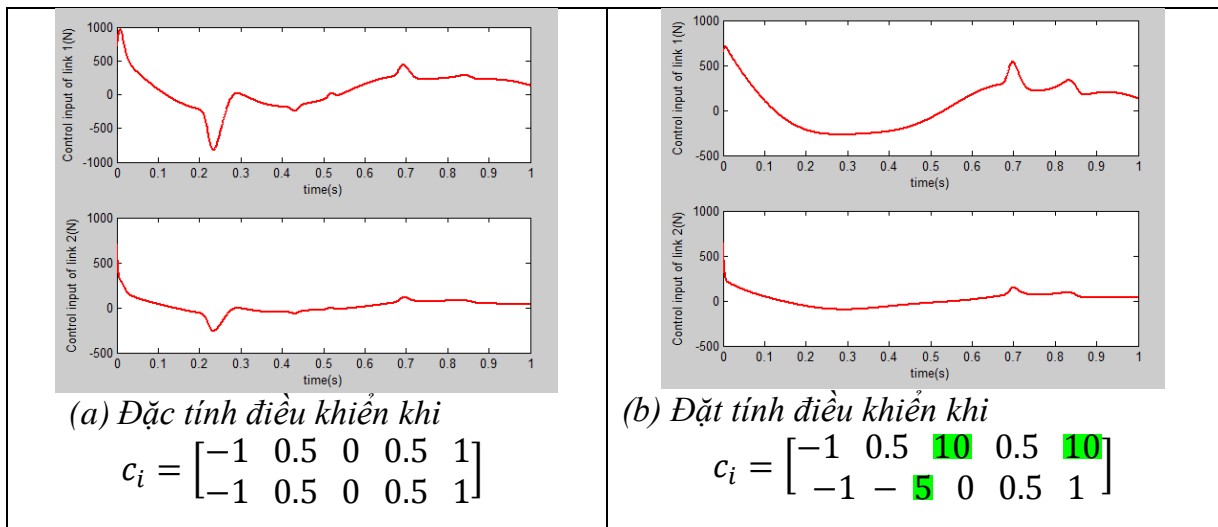 1000
500
0
-500
-1000
Control input of link 1(N)
0 0.1 0.2 0.3 0.4 0.5 0.6 0.7 0.8 0.9 1
time(s)
1000
500
0
-500
Control input of link 2(N)
0 0.1 0.2 0.3 0.4 0.5 0.6 0.7 0.8 0.9 1
time(s)
(a) Đặc tính điều khiển khi
c_i = [−1 0.5 0 0.5 1
−1 0.5 0 0.5 1]
1000
500
0
-500
Control input of link 1(N)
0 0.1 0.2 0.3 0.4 0.5 0.6 0.7 0.8 0.9 1
time(s)
1000
500
0
-500
Control input of link 2(N)
0 0.1 0.2 0.3 0.4 0.5 0.6 0.7 0.8 0.9 1
time(s)
(b) Đặt tính điều khiển khi
c_i = [−1 0.5 10 0.5 10
−1 − 5 0 0.5 1]